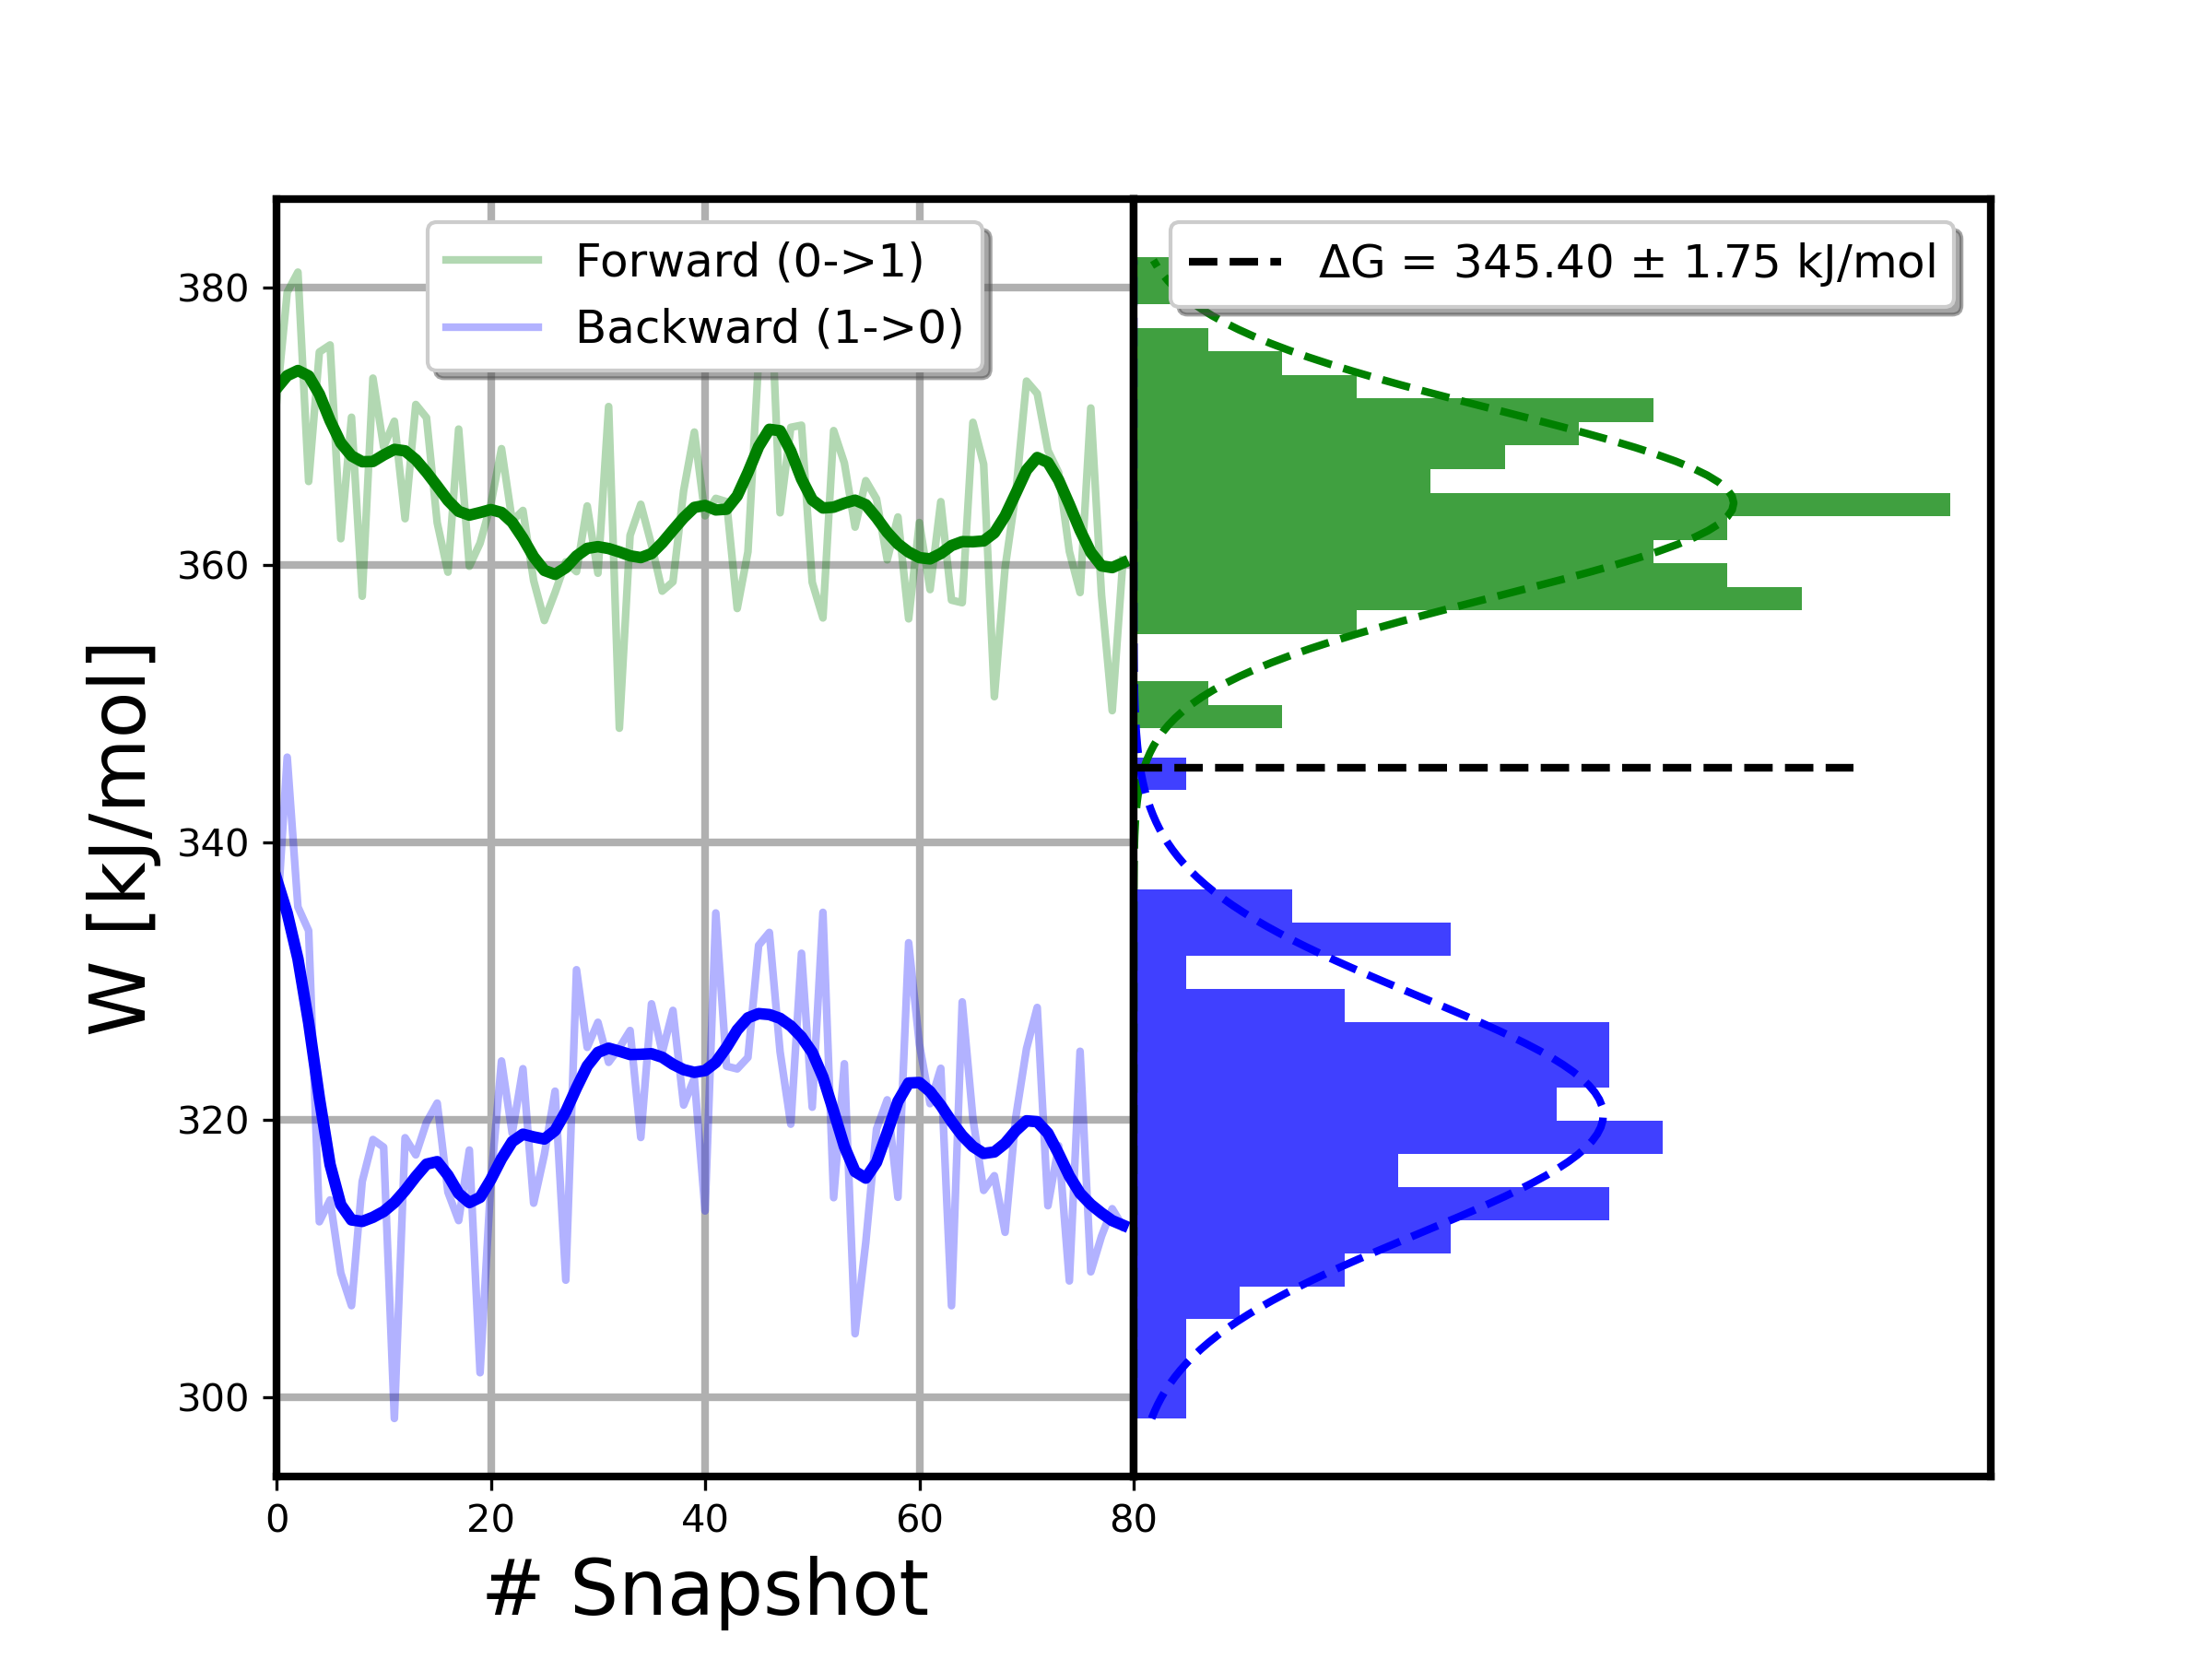 Forward (0->1)
Backward (1->0)
ΔG = 345.40 ± 1.75 kJ/mol
380
360
340
320
300
W [kJ/mol]
0
20
40
60
80
# Snapshot